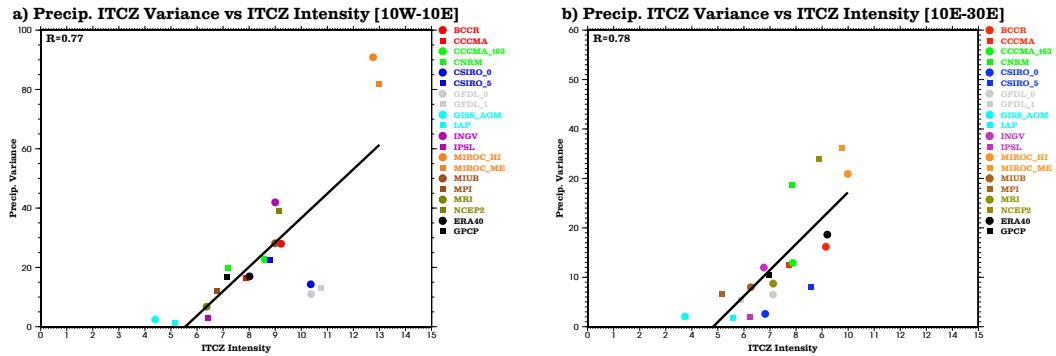 a) Precip. ITCZ Variance vs ITCZ Intensity [10W-10E]
R=0.77
Precip. Variance
100
80
60
40
20
0
0 1 2 3 4 5 6 7 8 9 10 11 12 13 14 15
ITCZ Intensity
BCCR
CCCMA
CCCMA_t63
CNRM
CSIRO_0
CSIRO_5
GFDL_0
GFDL_1
GISS_AOM
IAP
INGV
IPSL
MIROC_HI
MIROC_ME
MIUB
MPI
MRI
NCEP2
ERA40
GPCP
b) Precip. ITCZ Variance vs ITCZ Intensity [10E-30E]
R=0.78
Precip. Variance
60
20
40
30
20
10
0
0 1 2 3 4 5 6 7 8 9 10 11 12 13 14 15
ITCZ Intensity
BCCR
CCCMA
CCCMA_t63
CNRM
CSIRO_0
CSIRO_5
GFDL_0
GFDL_1
GISS_AOM
IAP
INGV
IPSL
MIROC_HI
MIROC_ME
MIUB
MPI
MRI
NCEP2
ERA40
GPCP